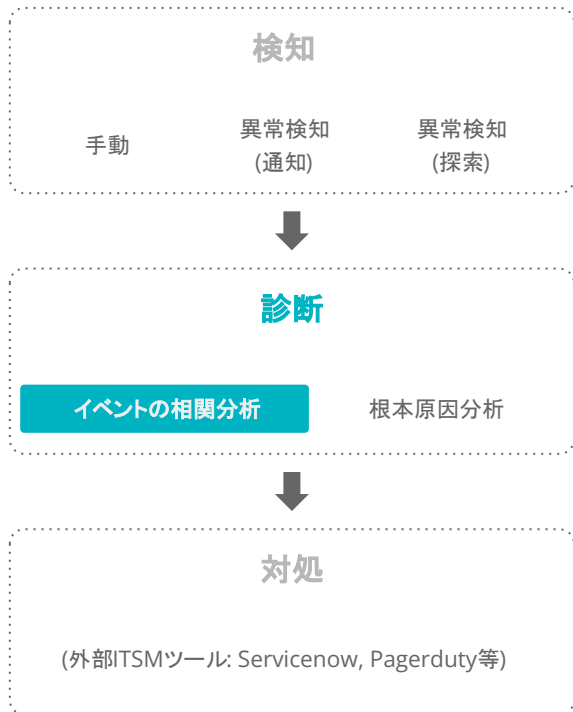 検知
手動
異常検知
(通知)
異常検知
(探索)
診断
イベントの相関分析
根本原因分析
対処
(外部ITSMツール: Servicenow, Pagerduty等)